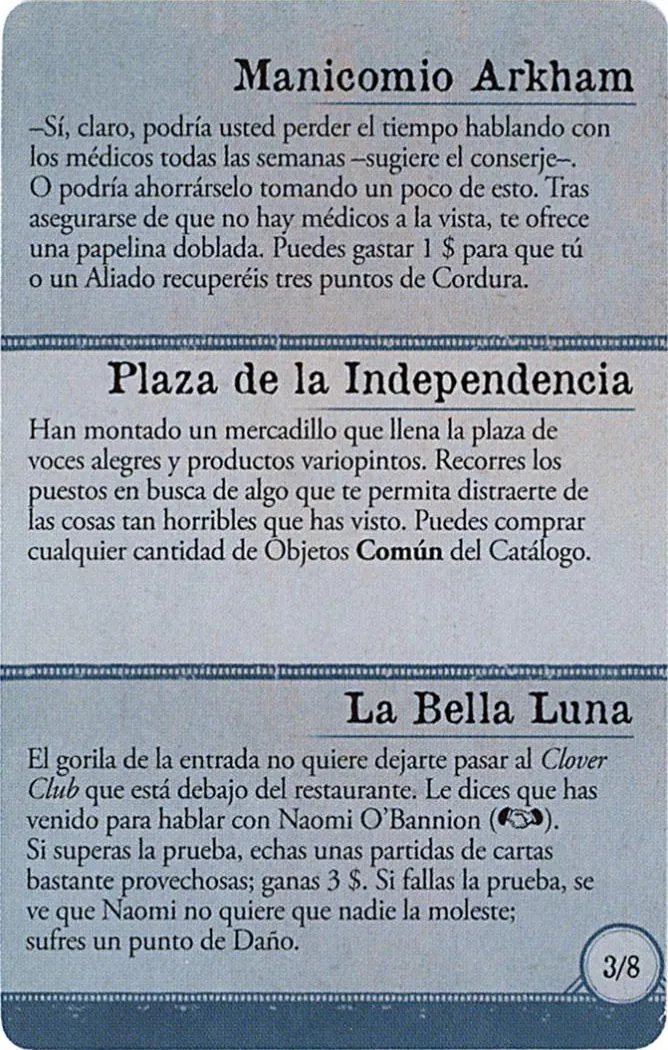 Manicomio Arkham
–Sí, claro, podría usted perder el tiempo hablando con
los médicos todas las semanas –sugiere el conserje–.
O podría ahorrárselo tomando un poco de esto. Tras
asegurarse de que no hay médicos a la vista, te ofrece
una papelina doblada. Puedes gastar 1 $ para que tú
o un Aliado recuperéis tres puntos de Cordura.
Plaza de la Independencia
Han montado un mercadillo que llena la plaza de
voces alegres y productos variopintos. Recorres los
puestos en busca de algo que te permita distraerte de
las cosas tan horribles que has visto. Puedes comprar
cualquier cantidad de Objetos Común del Catálogo.
La Bella Luna
El gorila de la entrada no quiere dejarte pasar al Clover
Club que está debajo del restaurante. Le dices que has
venido para hablar con Naomi O'Bannion ( ).
Si superas la prueba, echas unas partidas de cartas
bastante provechosas; ganas 3 $. Si fallas la prueba, se
ve que Naomi no quiere que nadie la moleste;
sufres un punto de Daño.
3/8